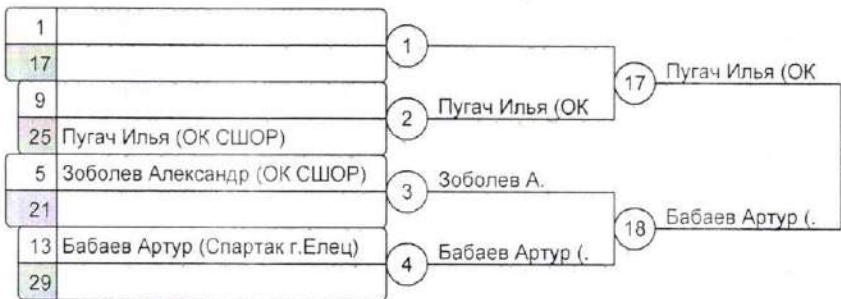 1
17
1
9
25 Пугач Илья (ОК СШОР)
2
Пугач Илья (ОК
17
Пугач Илья (ОК
5 Зоболев Александр (ОК СШОР)
21
3
Зоболев А.
13 Бабаев Артур (Спартак г.Елец)
29
4
Бабаев Артур (.
18
Бабаев Артур (.